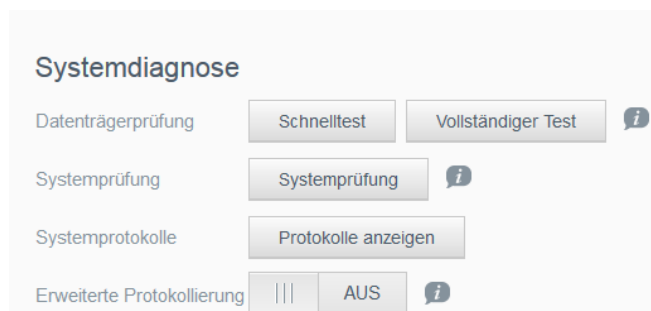 Systemdiagnose
Datenträgerprüfung Schnelltest Vollständiger Test i
Systemprüfung Systemprüfung i
Systemprotokolle Protokolle anzeigen
Erweiterte Protokollierung AUS i